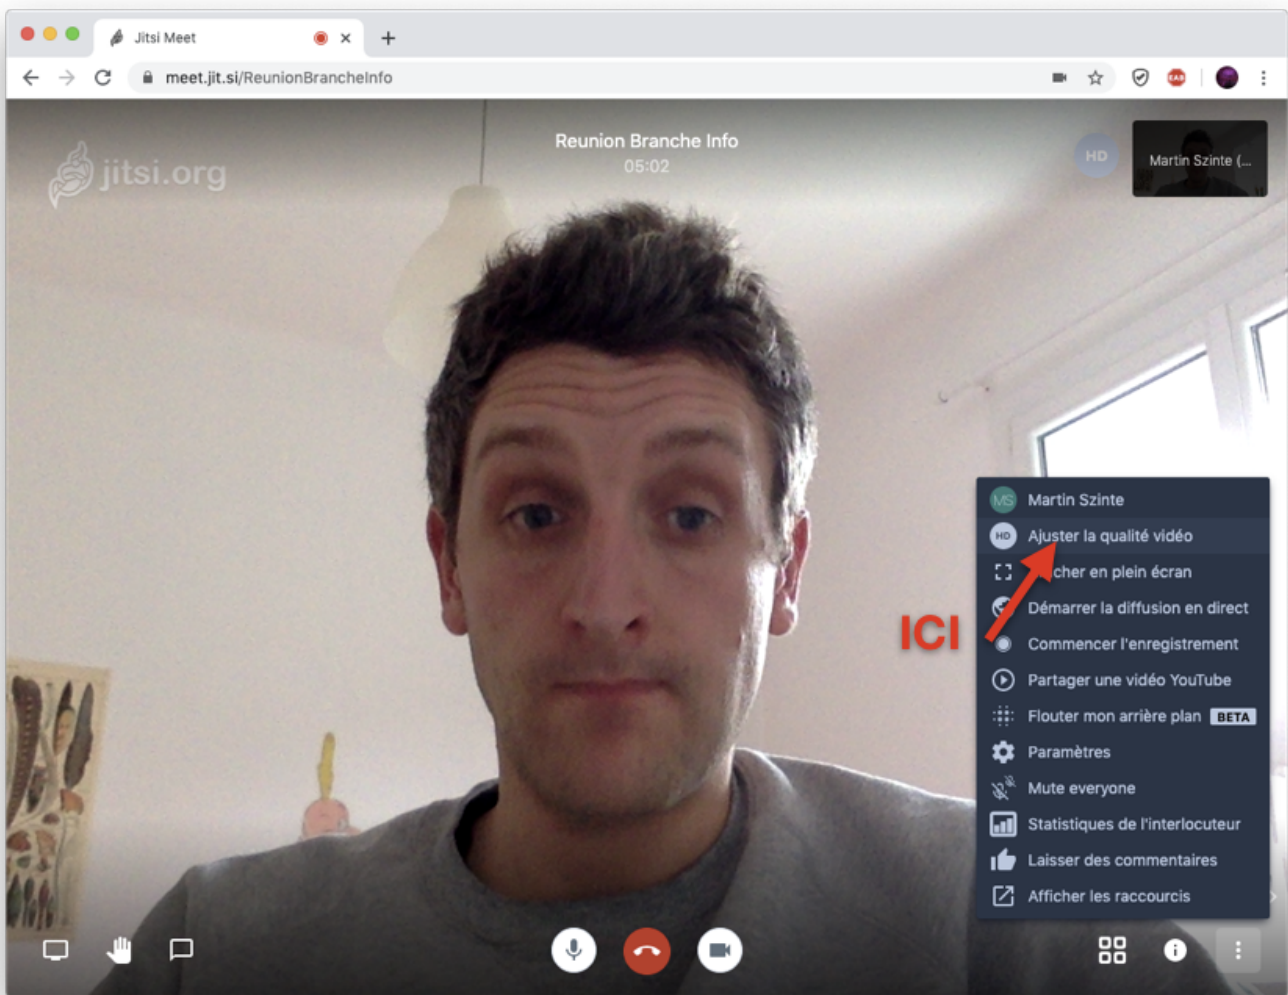 Jitsi Meet
meet.jit.si/ReunionBrancheInfo
EAB
jitsi.org
Reunion Branche Info
05:02
HD
Martin Szinte (...
MS Martin Szinte
HD Ajuster la qualité vidéo
cher en plein écran
Démarrer la diffusion en direct
ICI
Commencer l'enregistrement
Partager une vidéo YouTube
Flouter mon arrière plan BETA
Paramètres
Mute everyone
Statistiques de l'interlocuteur
Laisser des commentaires
Afficher les raccourcis